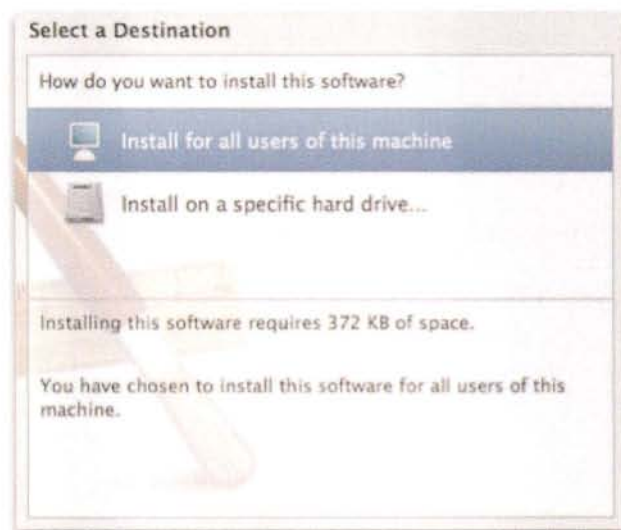 Select a Destination
How do you want to install this software?
Install for all users of this machine
Install on a specific hard drive...
Installing this software requires 372 KB of space.
You have chosen to install this software for all users of this
machine.